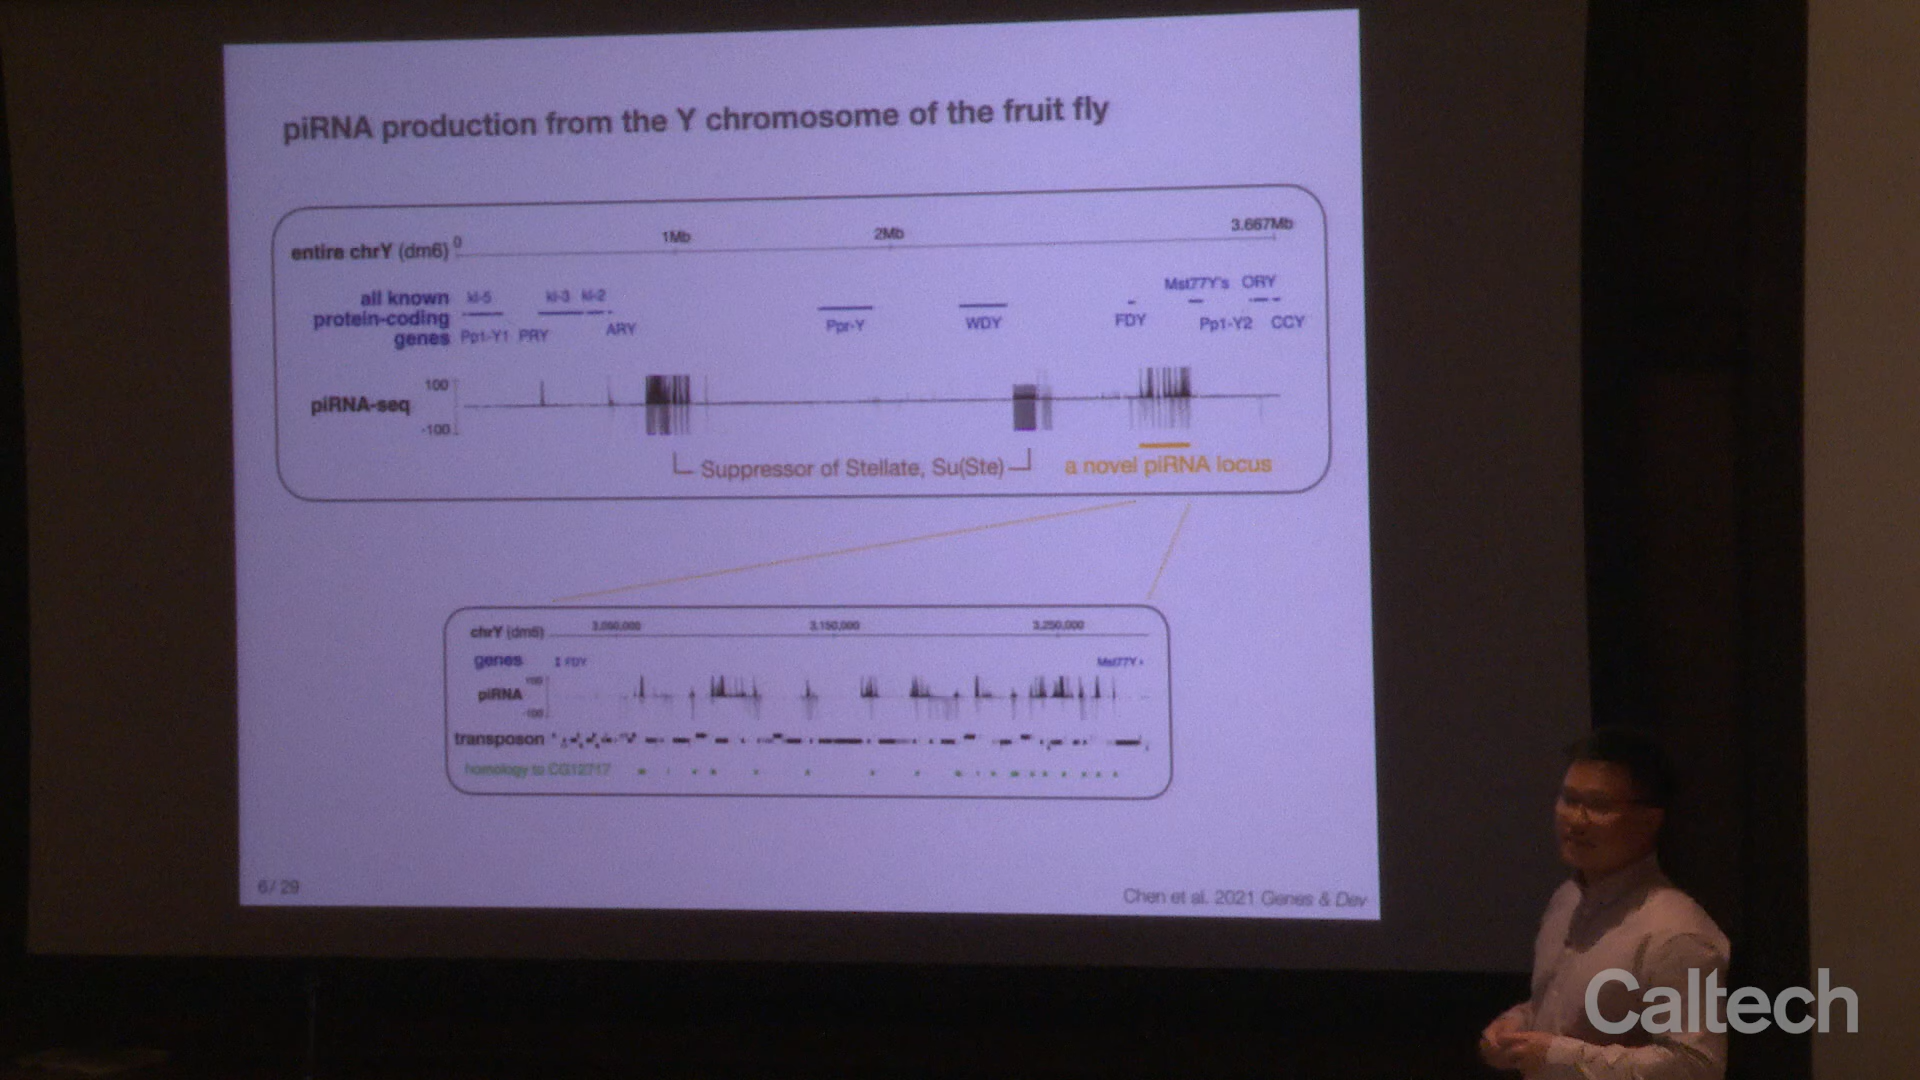 piRNA production from the Y chromosome of the fruit fly
entire chrY (dm6) 0 1Mb 2Mb 3.667Mb
all known protein-coding genes
kl-5 kl-3 kl-2 Mst77Y's ORY
Pp1-Y1 PRY ARY Ppr-Y WDY FDY Pp1-Y2 CCY
piRNA-seq 100 -100
Suppressor of Stellate, Su(Ste) a novel piRNA locus
chrY (dm6) 3,050,000 3,150,000 3,250,000
genes FDY Mst77Y
piRNA 100 -100
transposon
homology to CG12717
6/ 29
Chen et al. 2021 Genes & Dev
Caltech